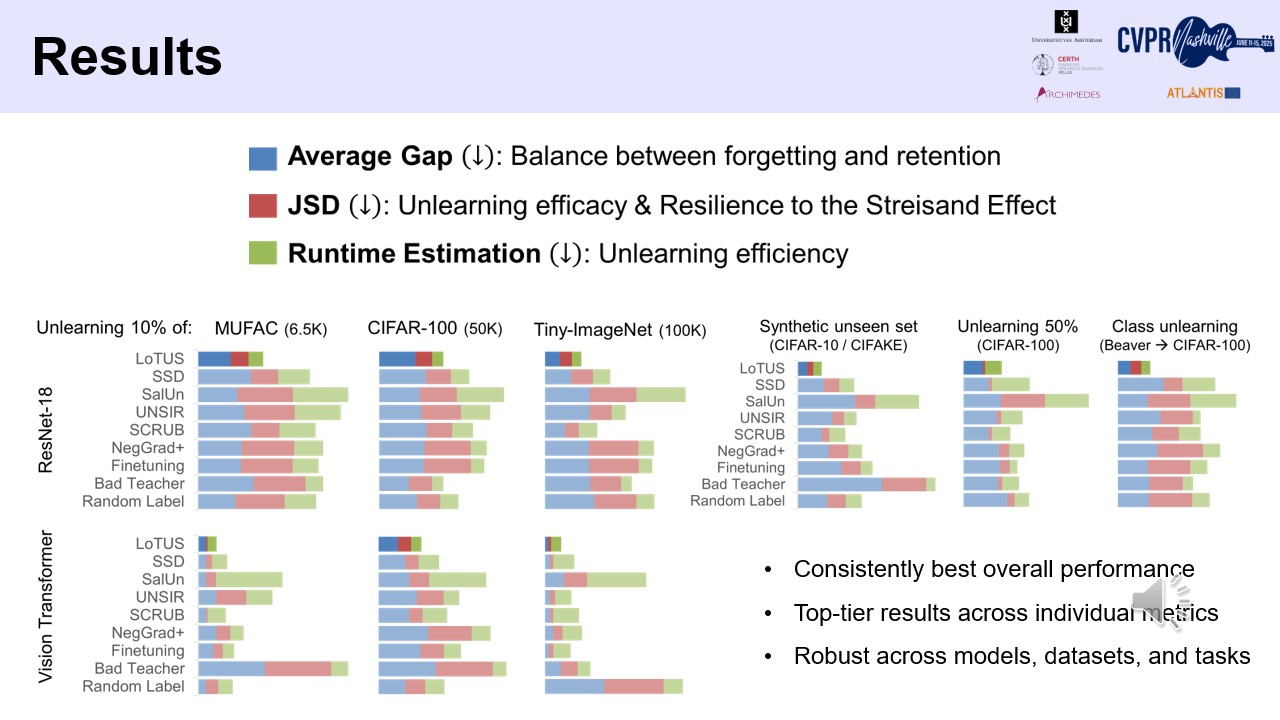 Results
UNIVERSITEIT VAN AMSTERDAM
CERTH
HELLAS
ARCHIMEDES
CVPR Nashville JUNE 11-15, 2025
ATLANTIS
Average Gap (↓): Balance between forgetting and retention
JSD (↓): Unlearning efficacy & Resilience to the Streisand Effect
Runtime Estimation (↓): Unlearning efficiency
Unlearning 10% of: MUFAC (6.5K) CIFAR-100 (50K) Tiny-ImageNet (100K)
ResNet-18
LoTUS
SSD
SalUn
UNSIR
SCRUB
NegGrad+
Finetuning
Bad Teacher
Random Label
Synthetic unseen set
(CIFAR-10 / CIFAKE)
Unlearning 50%
(CIFAR-100)
Class unlearning
(Beaver → CIFAR-100)
LoTUS
SSD
SalUn
UNSIR
SCRUB
NegGrad+
Finetuning
Bad Teacher
Random Label
Vision Transformer
LoTUS
SSD
SalUn
UNSIR
SCRUB
NegGrad+
Finetuning
Bad Teacher
Random Label
• Consistently best overall performance
• Top-tier results across individual metrics
• Robust across models, datasets, and tasks